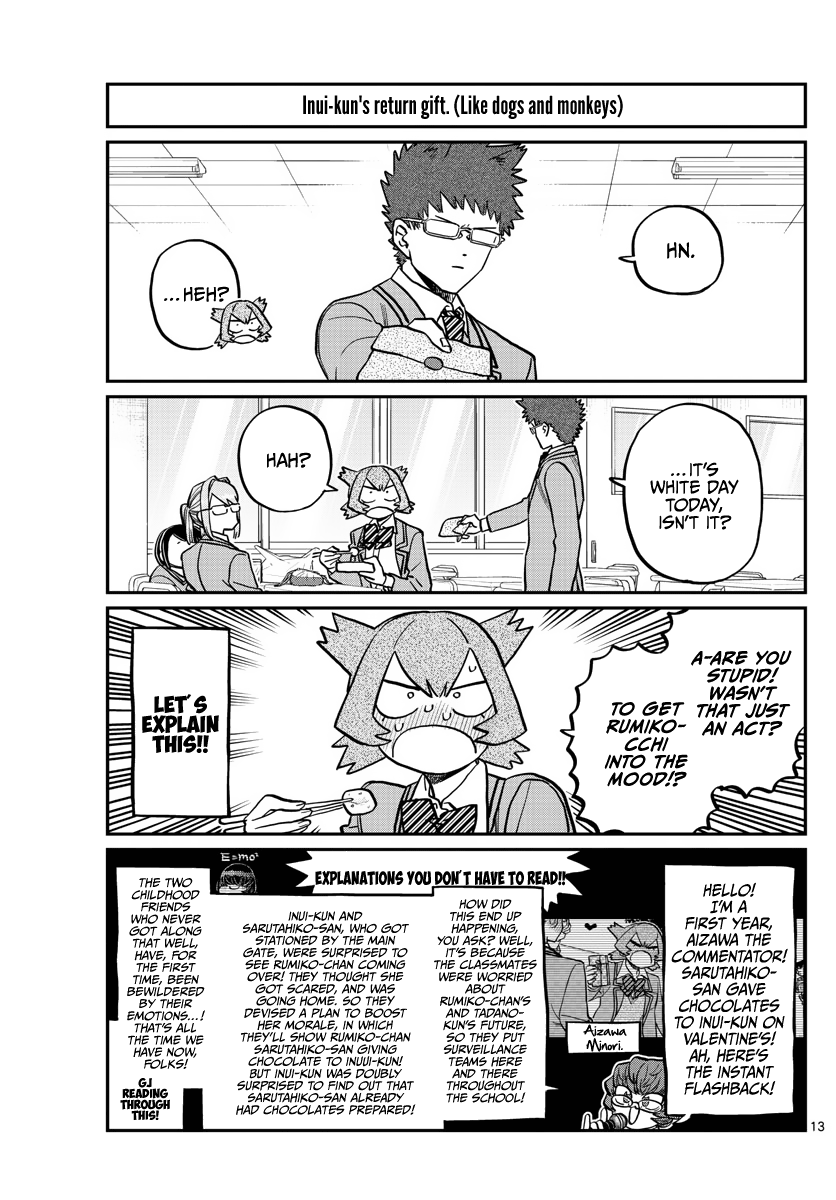 Inui-kun's return gift. (Like dogs and monkeys)
HN.
...HEH?
...IT'S
WHITE DAY
TODAY,
ISN'T IT?
HAH?
A-ARE YOU
STUPID!
WASN'T
THAT JUST
AN ACT?
TO GET
RUMIKO-
CCHI
INTO THE
MOOD!?
LET'S
EXPLAIN
THIS!!
EXPLANATIONS YOU DON'T HAVE TO READ!!
HELLO!
I'M A
FIRST YEAR,
AIZAWA THE
COMMENTATOR!
SARUTAHIKO-
SAN GAVE
CHOCOLATES
TO INUI-KUN ON
VALENTINE'S!
AH, HERE'S
THE INSTANT
FLASHBACK!
Aizawa
Minori.
HOW DID
THIS END UP
HAPPENING,
YOU ASK? WELL,
IT'S BECAUSE
THE CLASSMATES
WERE WORRIED
ABOUT
RUMIKO-CHAN'S
AND TADANO-
KUN'S FUTURE,
SO THEY PUT
SURVEILLANCE
TEAMS HERE
AND THERE
THROUGHOUT
THE SCHOOL!
INUI-KUN AND
SARUTAHIKO-SAN, WHO GOT
STATIONED BY THE MAIN
GATE, WERE SURPRISED TO
SEE RUMIKO-CHAN COMING
OVER! THEY THOUGHT SHE
GOT SCARED, AND WAS
GOING HOME. SO THEY
DEVISED A PLAN TO BOOST
HER MORALE, IN WHICH
THEY'LL SHOW RUMIKO-CHAN
SARUTAHIKO-SAN GIVING
CHOCOLATE TO INUUI-KUN!
BUT INUI-KUN WAS DOUBLY
SURPRISED TO FIND OUT THAT
SARUTAHIKO-SAN ALREADY
HAD CHOCOLATES PREPARED!
E=mo²
THE TWO
CHILDHOOD
FRIENDS
WHO NEVER
GOT ALONG
THAT WELL,
HAVE, FOR
THE FIRST
TIME, BEEN
BEWILDERED
BY THEIR
EMOTIONS...!
THAT'S ALL
THE TIME WE
HAVE NOW,
FOLKS!
GJ
READING
THROUGH
THIS!
13